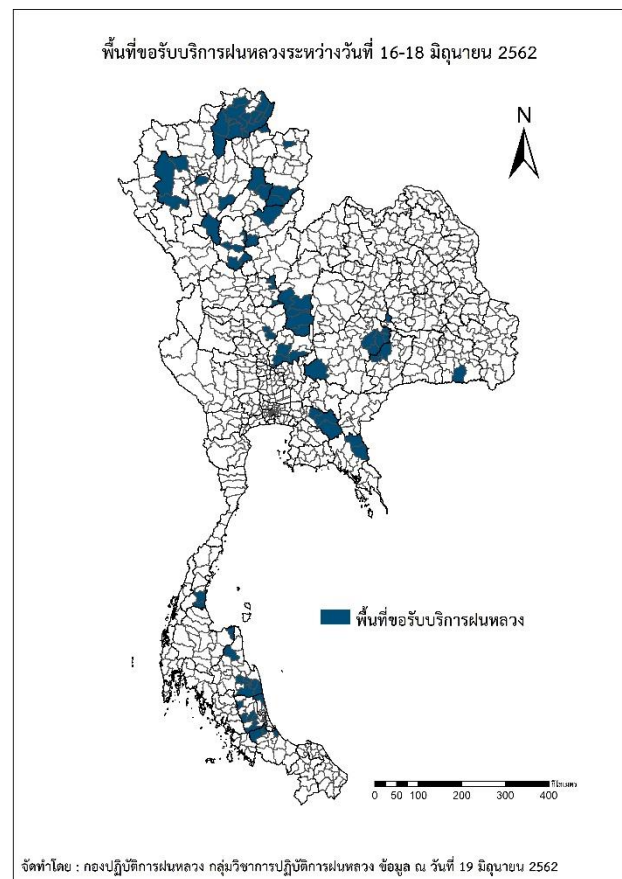 พื้นที่ขอรับบริการฝนหลวงระหว่างวันที่ 16-18 มิถุนายน 2562
N
พื้นที่ขอรับบริการฝนหลวง
กิโลเมตร
0 50 100 200 300 400
จัดทำโดย : กองปฏิบัติการฝนหลวง กลุ่มวิชาการปฏิบัติการฝนหลวง ข้อมูล ณ วันที่ 19 มิถุนายน 2562